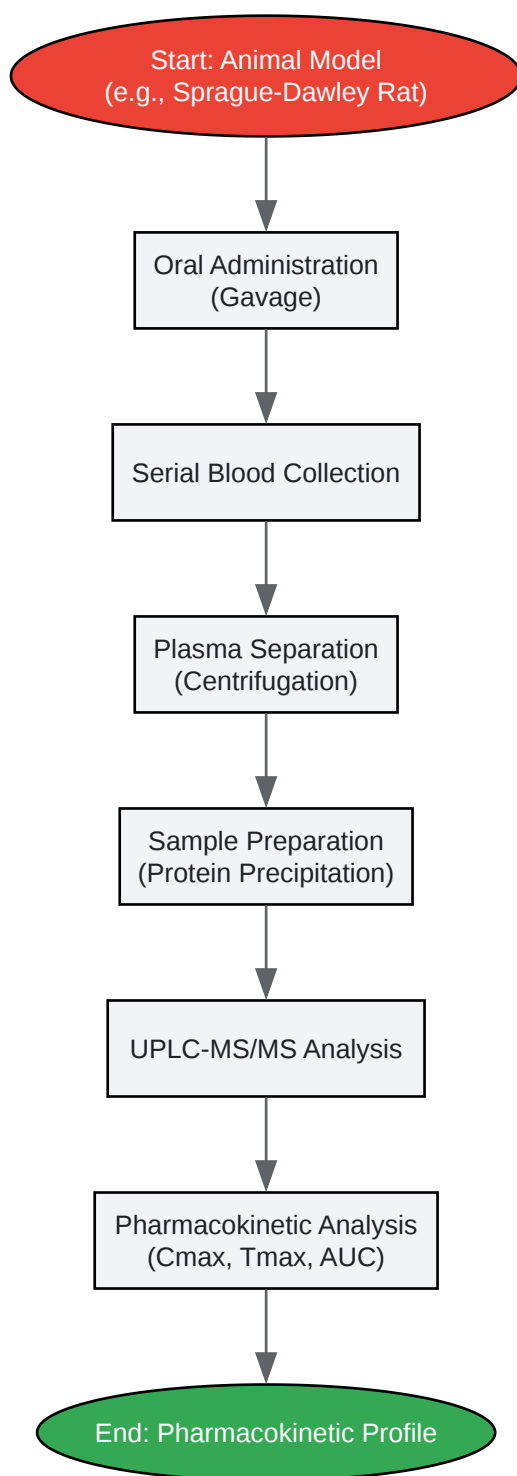 Start: Animal Model
(e.g., Sprague-Dawley Rat)
Oral Administration
(Gavage)
Serial Blood Collection
Plasma Separation
(Centrifugation)
Sample Preparation
(Protein Precipitation)
UPLC-MS/MS Analysis
Pharmacokinetic Analysis
(Cmax, Tmax, AUC)
End: Pharmacokinetic Profile